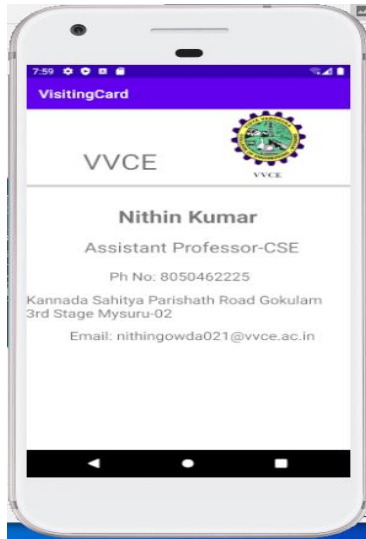 7:59
VisitingCard
VVCE
VVCE
Nithin Kumar
Assistant Professor-CSE
Ph No: 8050462225
Kannada Sahitya Parishath Road Gokulam
3rd Stage Mysuru-02
Email: nithingowda021@vvce.ac.in